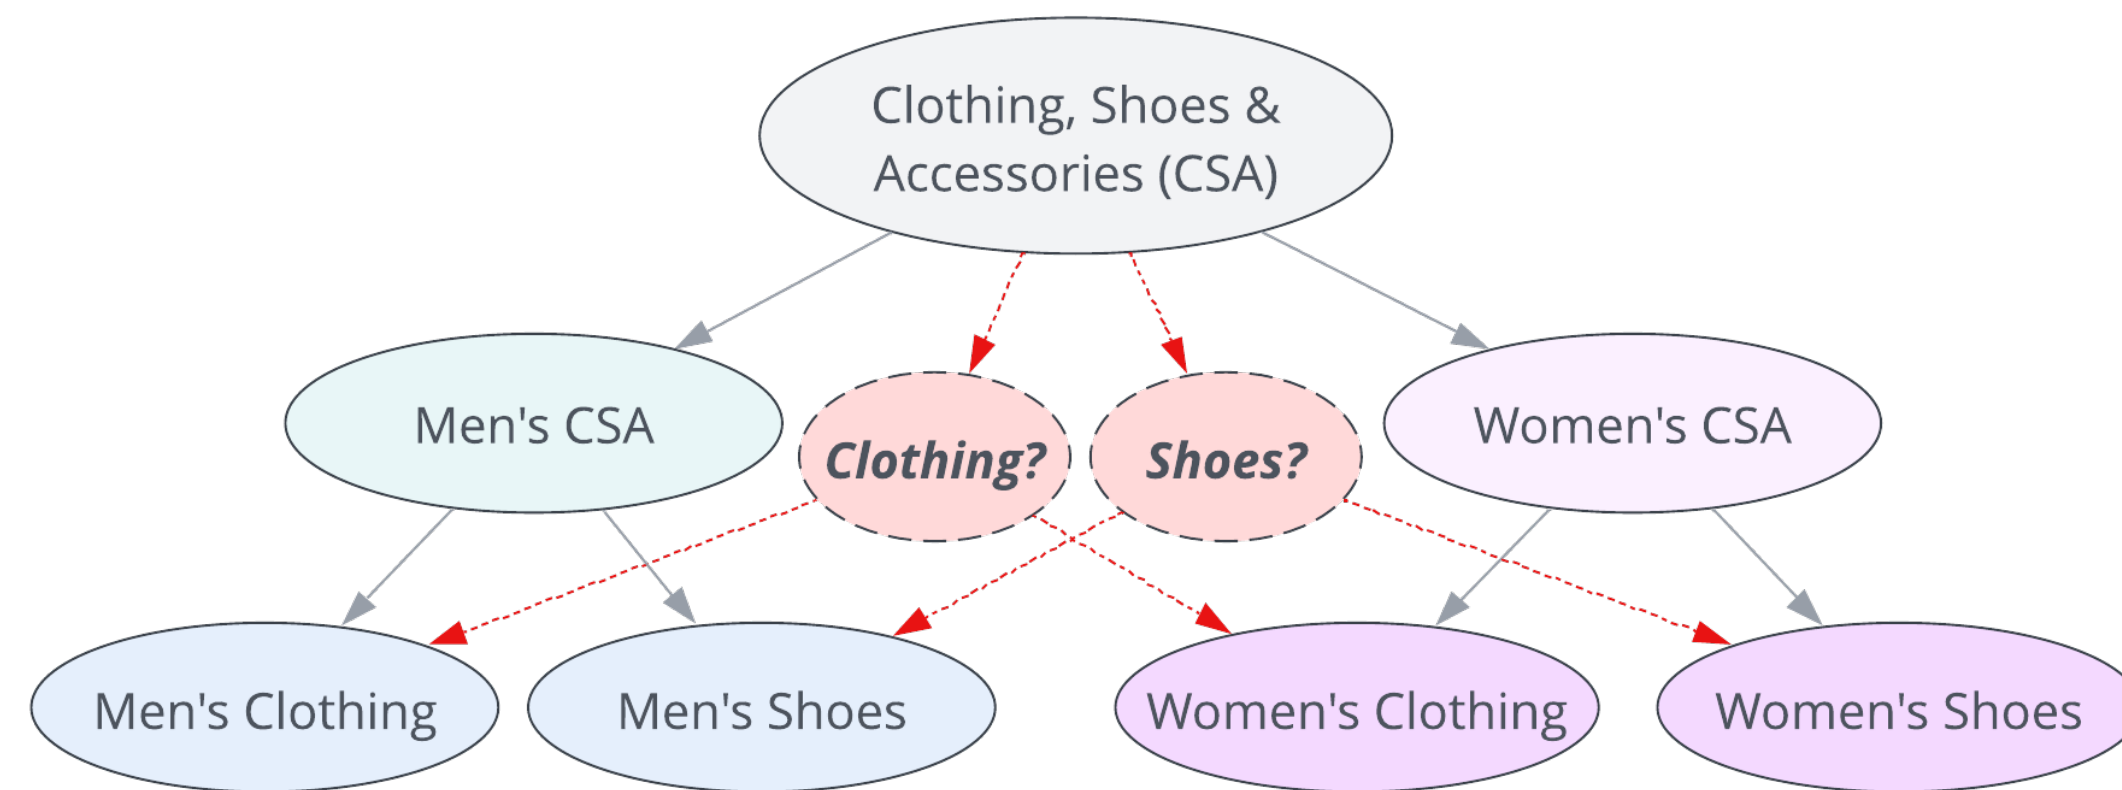 Clothing, Shoes &
Accessories (CSA)
Men's CSA
Clothing?
Shoes?
Women's CSA
Men's Clothing
Men's Shoes
Women's Clothing
Women's Shoes